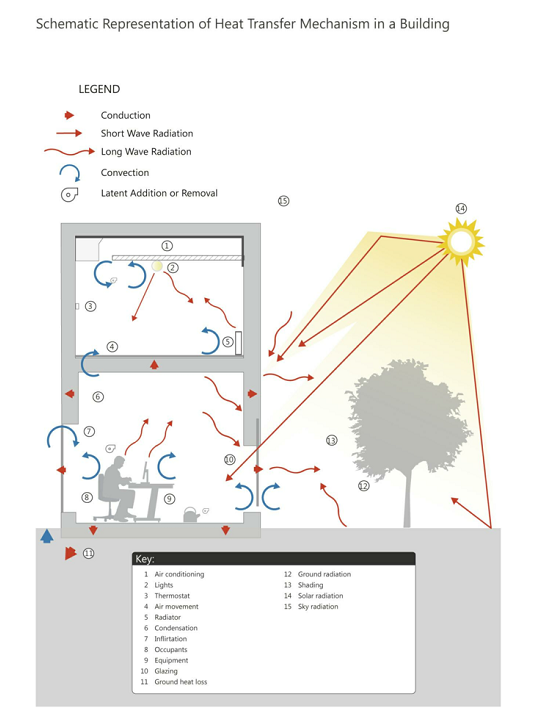 Schematic Representation of Heat Transfer Mechanism in a Building
LEGEND
Conduction
Short Wave Radiation
Long Wave Radiation
Convection
Latent Addition or Removal
15
14
1
2
3
4
5
6
7
13
10
12
8
9
11
Key:
1 Air conditioning
2 Lights
3 Thermostat
4 Air movement
5 Radiator
6 Condensation
7 Inflirtation
8 Occupants
9 Equipment
10 Glazing
11 Ground heat loss
12 Ground radiation
13 Shading
14 Solar radiation
15 Sky radiation